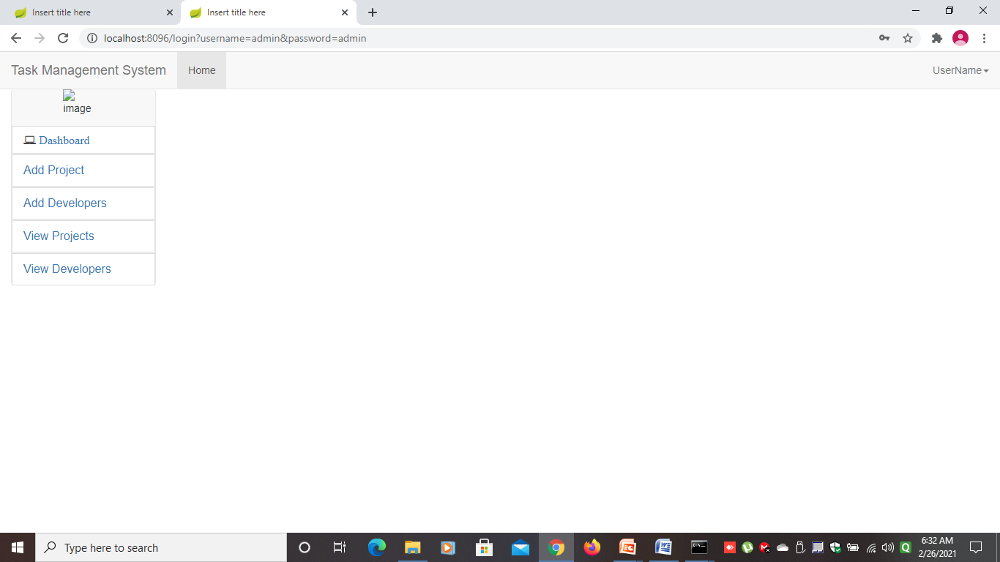 Insert title here
Insert title here
localhost:8096/login?username=admin&password=admin
Task Management System
Home
UserName
image
Dashboard
Add Project
Add Developers
View Projects
View Developers
Type here to search
6:32 AM
2/26/2021